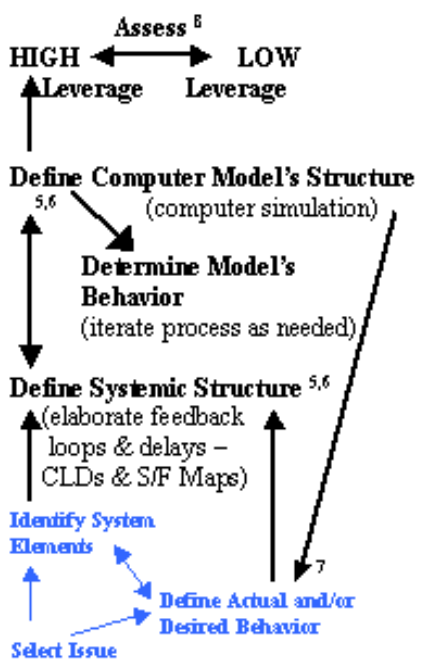 Assess 8
HIGH LOW
Leverage Leverage
Define Computer Model's Structure
5,6 (computer simulation)
Determine Model's
Behavior
(iterate process as needed)
Define Systemic Structure 5,6
(elaborate feedback
loops & delays –
CLDs & S/F Maps)
Identify System
Elements
7
Define Actual and/or
Desired Behavior
Select Issue